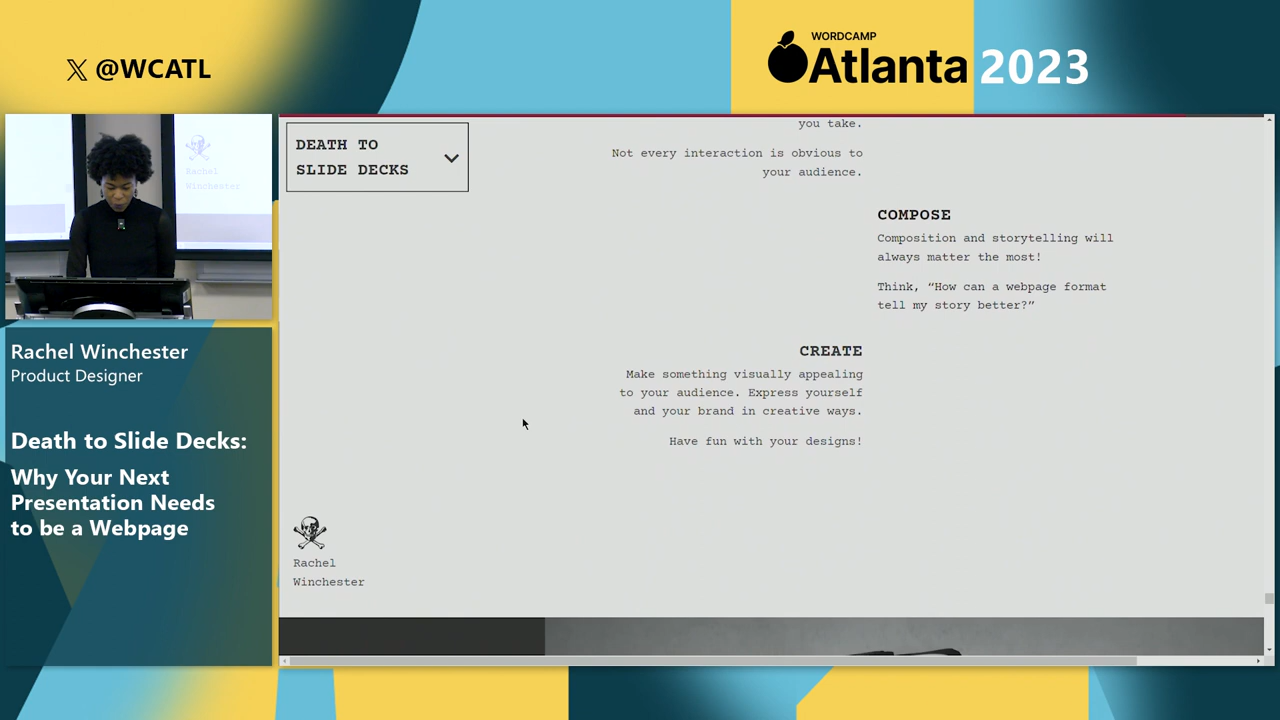 𝕏 @WCATL
WORDCAMP
Atlanta 2023
Rachel
Winchester
Rachel Winchester
Product Designer
Death to Slide Decks:
Why Your Next
Presentation Needs
to be a Webpage
DEATH TO
SLIDE DECKS
you take.
Not every interaction is obvious to
your audience.
COMPOSE
Composition and storytelling will
always matter the most!
Think, “How can a webpage format
tell my story better?”
CREATE
Make something visually appealing
to your audience. Express yourself
and your brand in creative ways.
Have fun with your designs!
Rachel
Winchester